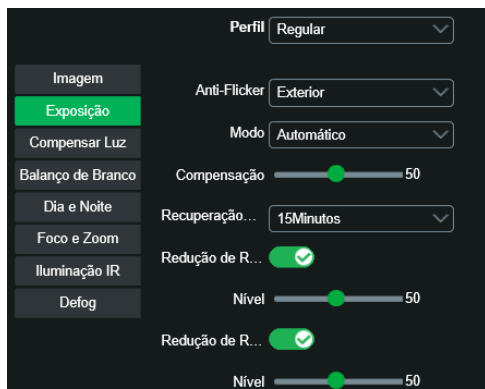 Perfil Regular
Imagem
Exposição
Compensar Luz
Balanço de Branco
Dia e Noite
Foco e Zoom
Iluminação IR
Defog
Anti-Flicker Exterior
Modo Automático
Compensação 50
Recuperação... 15Minutos
Redução de R...
Nível 50
Redução de R...
Nível 50